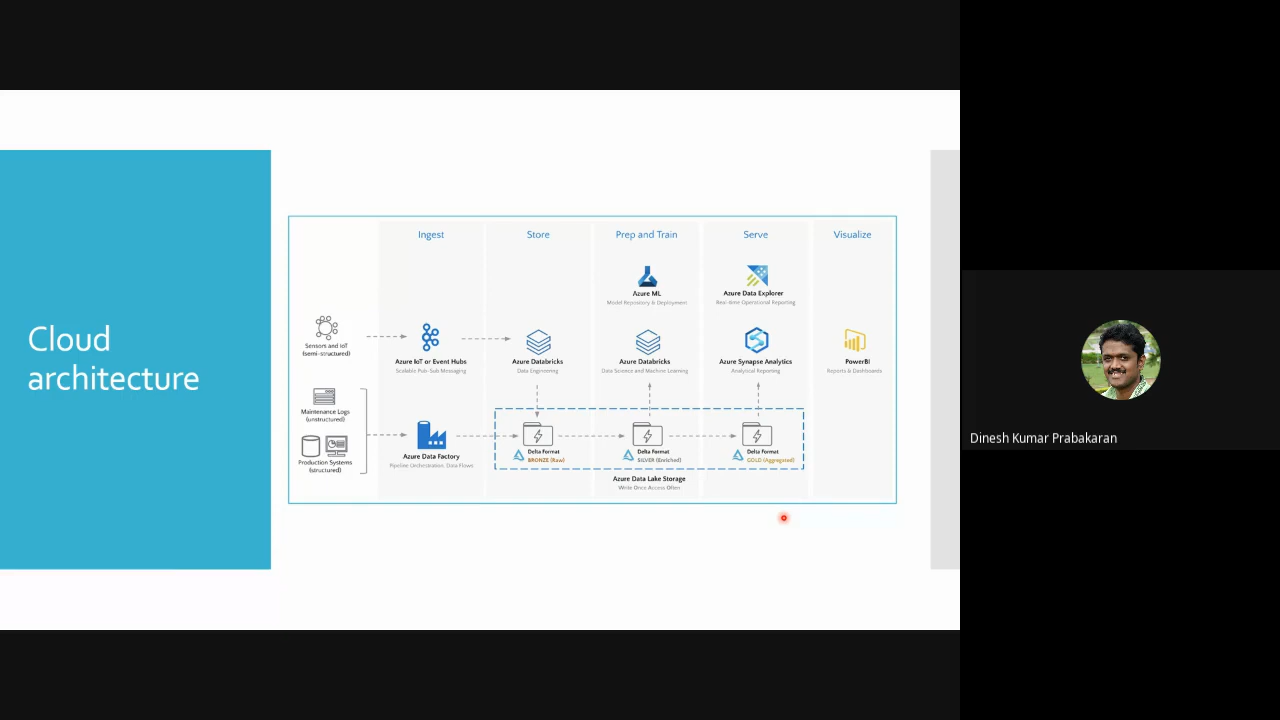 Cloud
architecture
Ingest
Store
Prep and Train
Serve
Visualize
Azure ML
Model Repository & Deployment
Azure Data Explorer
Real-time Operational Reporting
Sensors and IoT
(semi-structured)
Azure IoT or Event Hubs
Scalable Pub-Sub Messaging
Azure Databricks
Data Engineering
Azure Databricks
Data Science and Machine Learning
Azure Synapse Analytics
Analytical Reporting
PowerBI
Reports & Dashboards
Maintenance Logs
(unstructured)
Production Systems
(structured)
Azure Data Factory
Pipeline Orchestration, Data Flows
Delta Format
BRONZE (Raw)
Delta Format
SILVER (Enriched)
Delta Format
GOLD (Aggregated)
Azure Data Lake Storage
Write Once Access Often
Dinesh Kumar Prabakaran